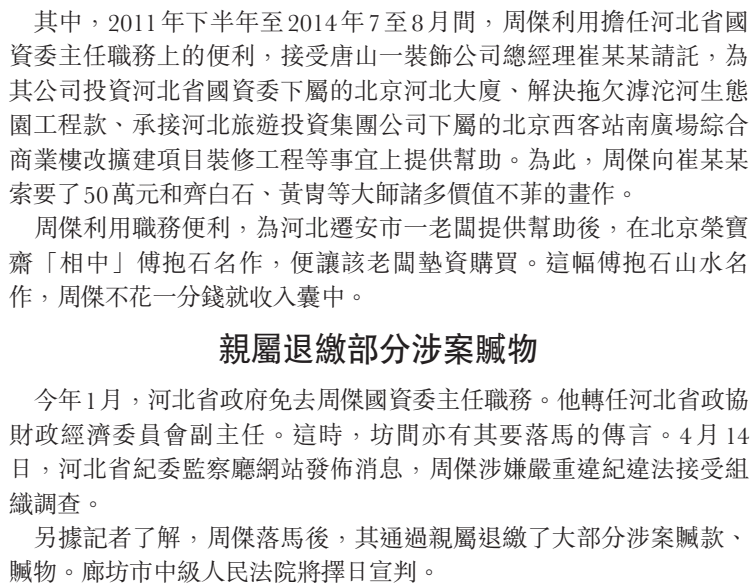 其中，2011年下半年至2014年7至8月間，周傑利用擔任河北省國
資委主任職務上的便利，接受唐山一裝飾公司總經理崔某某請託，為
其公司投資河北省國資委下屬的北京河北大廈、解決拖欠滹沱河生態
園工程款、承接河北旅遊投資集團公司下屬的北京西客站南廣場綜合
商業樓改擴建項目裝修工程等事宜上提供幫助。為此，周傑向崔某某
索要了50萬元和齊白石、黃冑等大師諸多價值不菲的畫作。
周傑利用職務便利，為河北遷安市一老闆提供幫助後，在北京榮寶
齋「相中」傅抱石名作，便讓該老闆墊資購買。這幅傅抱石山水名
作，周傑不花一分錢就收入囊中。
親屬退繳部分涉案贓物
今年1月，河北省政府免去周傑國資委主任職務。他轉任河北省政協
財政經濟委員會副主任。這時，坊間亦有其要落馬的傳言。4月14
日，河北省紀委監察廳網站發佈消息，周傑涉嫌嚴重違紀違法接受組
織調查。
另據記者了解，周傑落馬後，其通過親屬退繳了大部分涉案贓款、
贓物。廊坊市中級人民法院將擇日宣判。